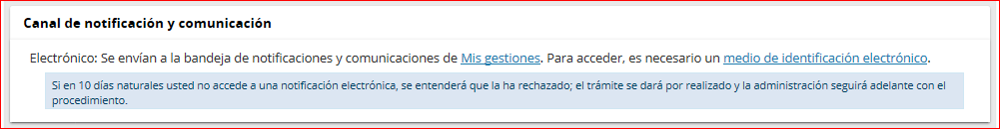 Canal de notificación y comunicación
Electrónico: Se envían a la bandeja de notificaciones y comunicaciones de Mis gestiones. Para acceder, es necesario un medio de identificación electrónico.
Si en 10 días naturales usted no accede a una notificación electrónica, se entenderá que la ha rechazado; el trámite se dará por realizado y la administración seguirá adelante con el
procedimiento.